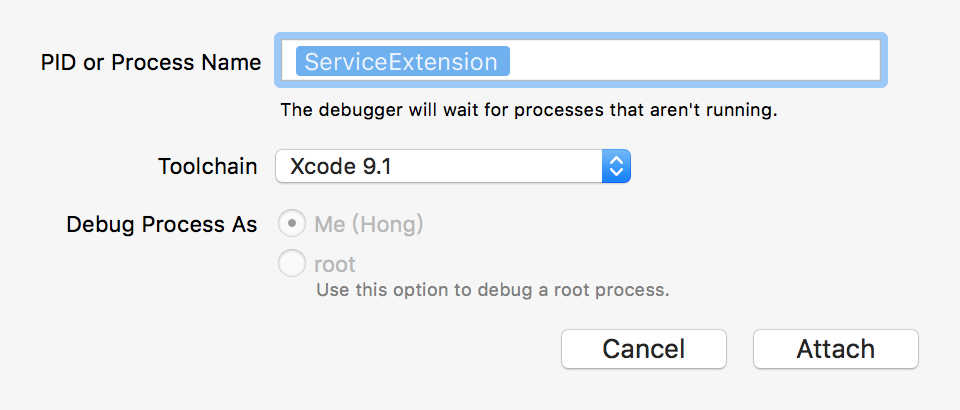 PID or Process Name ServiceExtension
The debugger will wait for processes that aren't running.
Toolchain Xcode 9.1
Debug Process As Me (Hong)
root
Use this option to debug a root process.
Cancel Attach